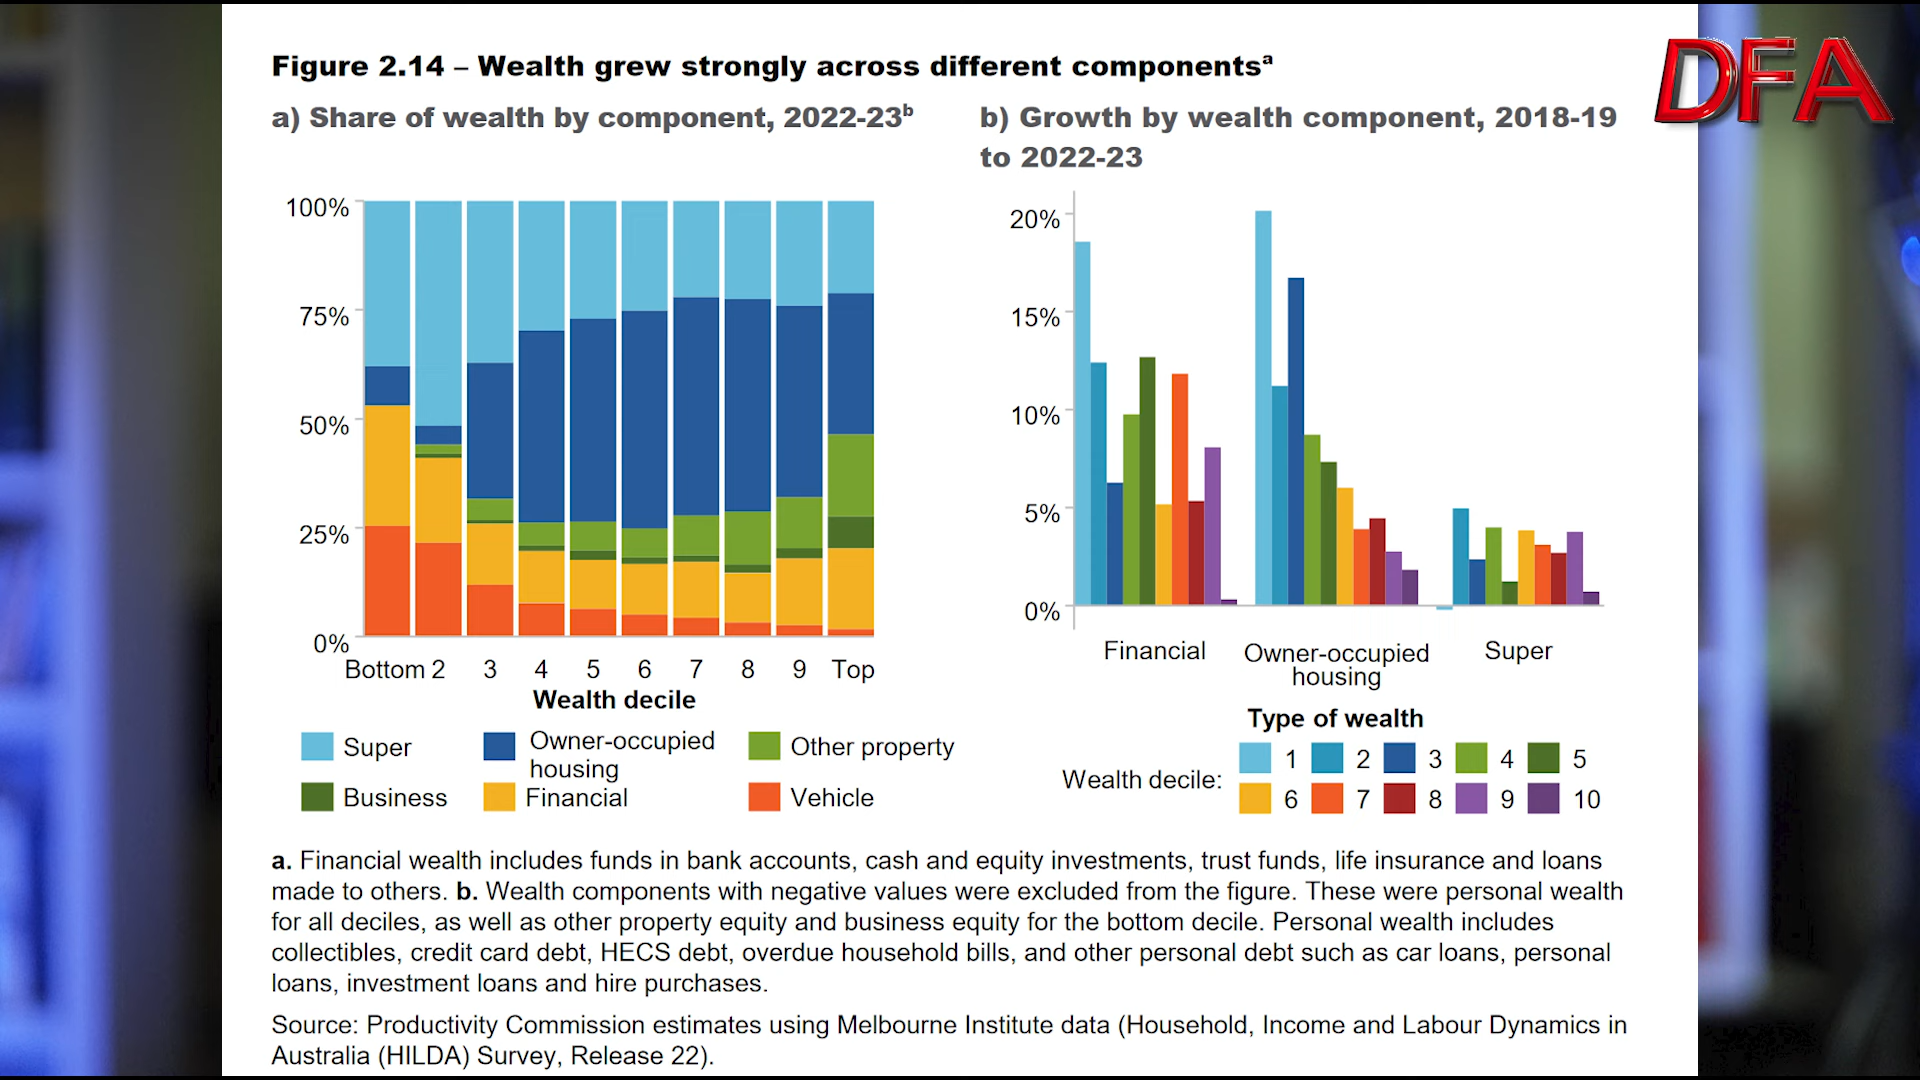 DFA
Figure 2.14 – Wealth grew strongly across different componentsᵃ
a) Share of wealth by component, 2022-23ᵇ
b) Growth by wealth component, 2018-19
to 2022-23
100%
75%
50%
25%
0%
Bottom 2 3 4 5 6 7 8 9 Top
Wealth decile
Super
Owner-occupied
housing
Other property
Business
Financial
Vehicle
20%
15%
10%
5%
0%
Financial
Owner-occupied
housing
Super
Type of wealth
Wealth decile:
1 2 3 4 5
6 7 8 9 10
a. Financial wealth includes funds in bank accounts, cash and equity investments, trust funds, life insurance and loans
made to others. b. Wealth components with negative values were excluded from the figure. These were personal wealth
for all deciles, as well as other property equity and business equity for the bottom decile. Personal wealth includes
collectibles, credit card debt, HECS debt, overdue household bills, and other personal debt such as car loans, personal
loans, investment loans and hire purchases.
Source: Productivity Commission estimates using Melbourne Institute data (Household, Income and Labour Dynamics in
Australia (HILDA) Survey, Release 22).